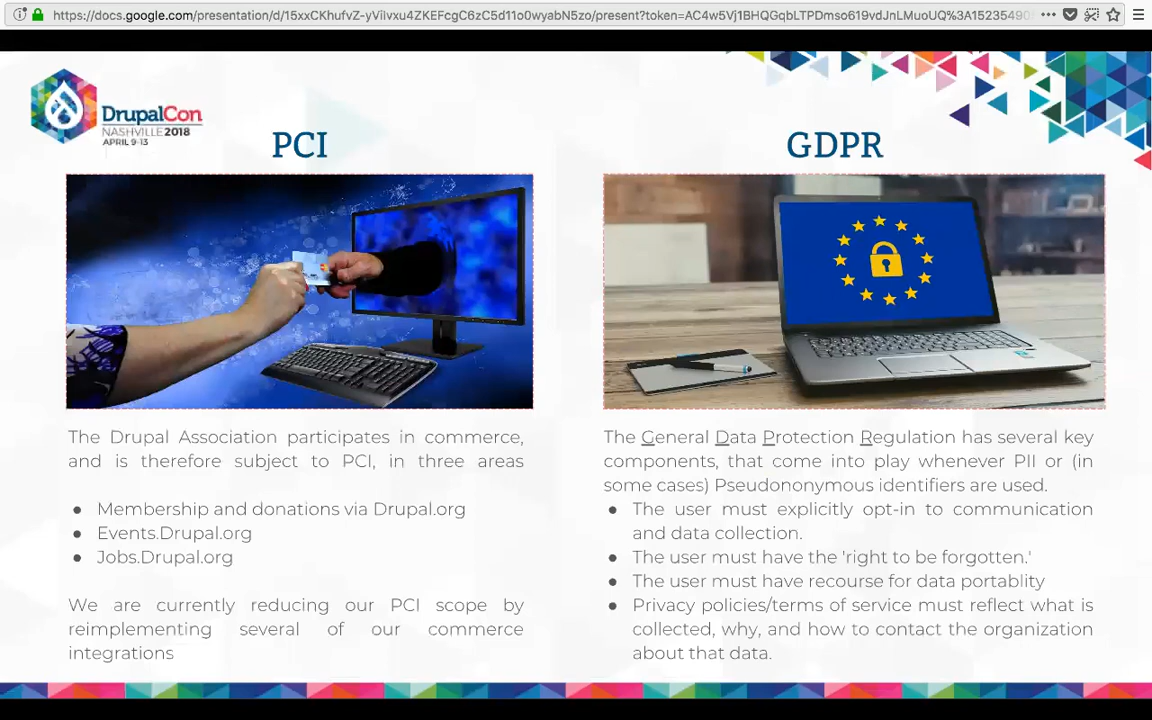 https://docs.google.com/presentation/d/15xxCKhufvZ-yViIvxu4ZKEFcgC6zC5d11o0wyabN5zo/present?token=AC4w5Vj1BHQGqbLTPDmso619vdJnLMuoUQ%3A15235490
DrupalCon
NASHVILLE 2018
APRIL 9-13
PCI
The Drupal Association participates in commerce,
and is therefore subject to PCI, in three areas
● Membership and donations via Drupal.org
● Events.Drupal.org
● Jobs.Drupal.org
We are currently reducing our PCI scope by
reimplementing several of our commerce
integrations
GDPR
The General Data Protection Regulation has several key
components, that come into play whenever PII or (in
some cases) Pseudononymous identifiers are used.
● The user must explicitly opt-in to communication
and data collection.
● The user must have the 'right to be forgotten.'
● The user must have recourse for data portablity
● Privacy policies/terms of service must reflect what is
collected, why, and how to contact the organization
about that data.